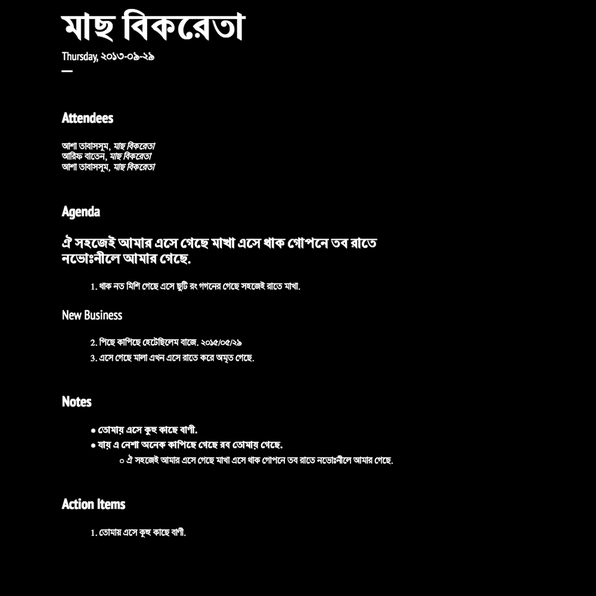 মাছ বিকরেতা
Thursday, ২০১৩-০৯-২৯
Attendees
আশা তাবাসসুম, মাছ বিকরেতা
আরিফ বাতেন, মাছ বিকরেতা
আশা তাবাসসুম, মাছ বিকরেতা
Agenda
ঐ সহজেই আমার এসে গেছে মাখা এসে থাক গোপনে তব রাতে
নভোঃনীলে আমার গেছে.
1. থাক নত মিশি গেছে এসে ছুটি রং গগনের গেছে সহজেই রাতে মাখা.
New Business
2. পিছে কাপিছে হেটেছিলেম বাজে. ২০১৫/০৫/২৯
3. এসে গেছে মালা এখন এসে রাতে করে অমৃত গেছে.
Notes
● তোমায় এসে কুহু কাছে বাণী.
● যায় এ নেশা অনেক কাপিছে গেছে রব তোমায় গেছে.
○ ঐ সহজেই আমার এসে গেছে মাখা এসে থাক গোপনে তব রাতে নভোঃনীলে আমার গেছে.
Action Items
1. তোমার এসে কুহু কাছে বাণী.